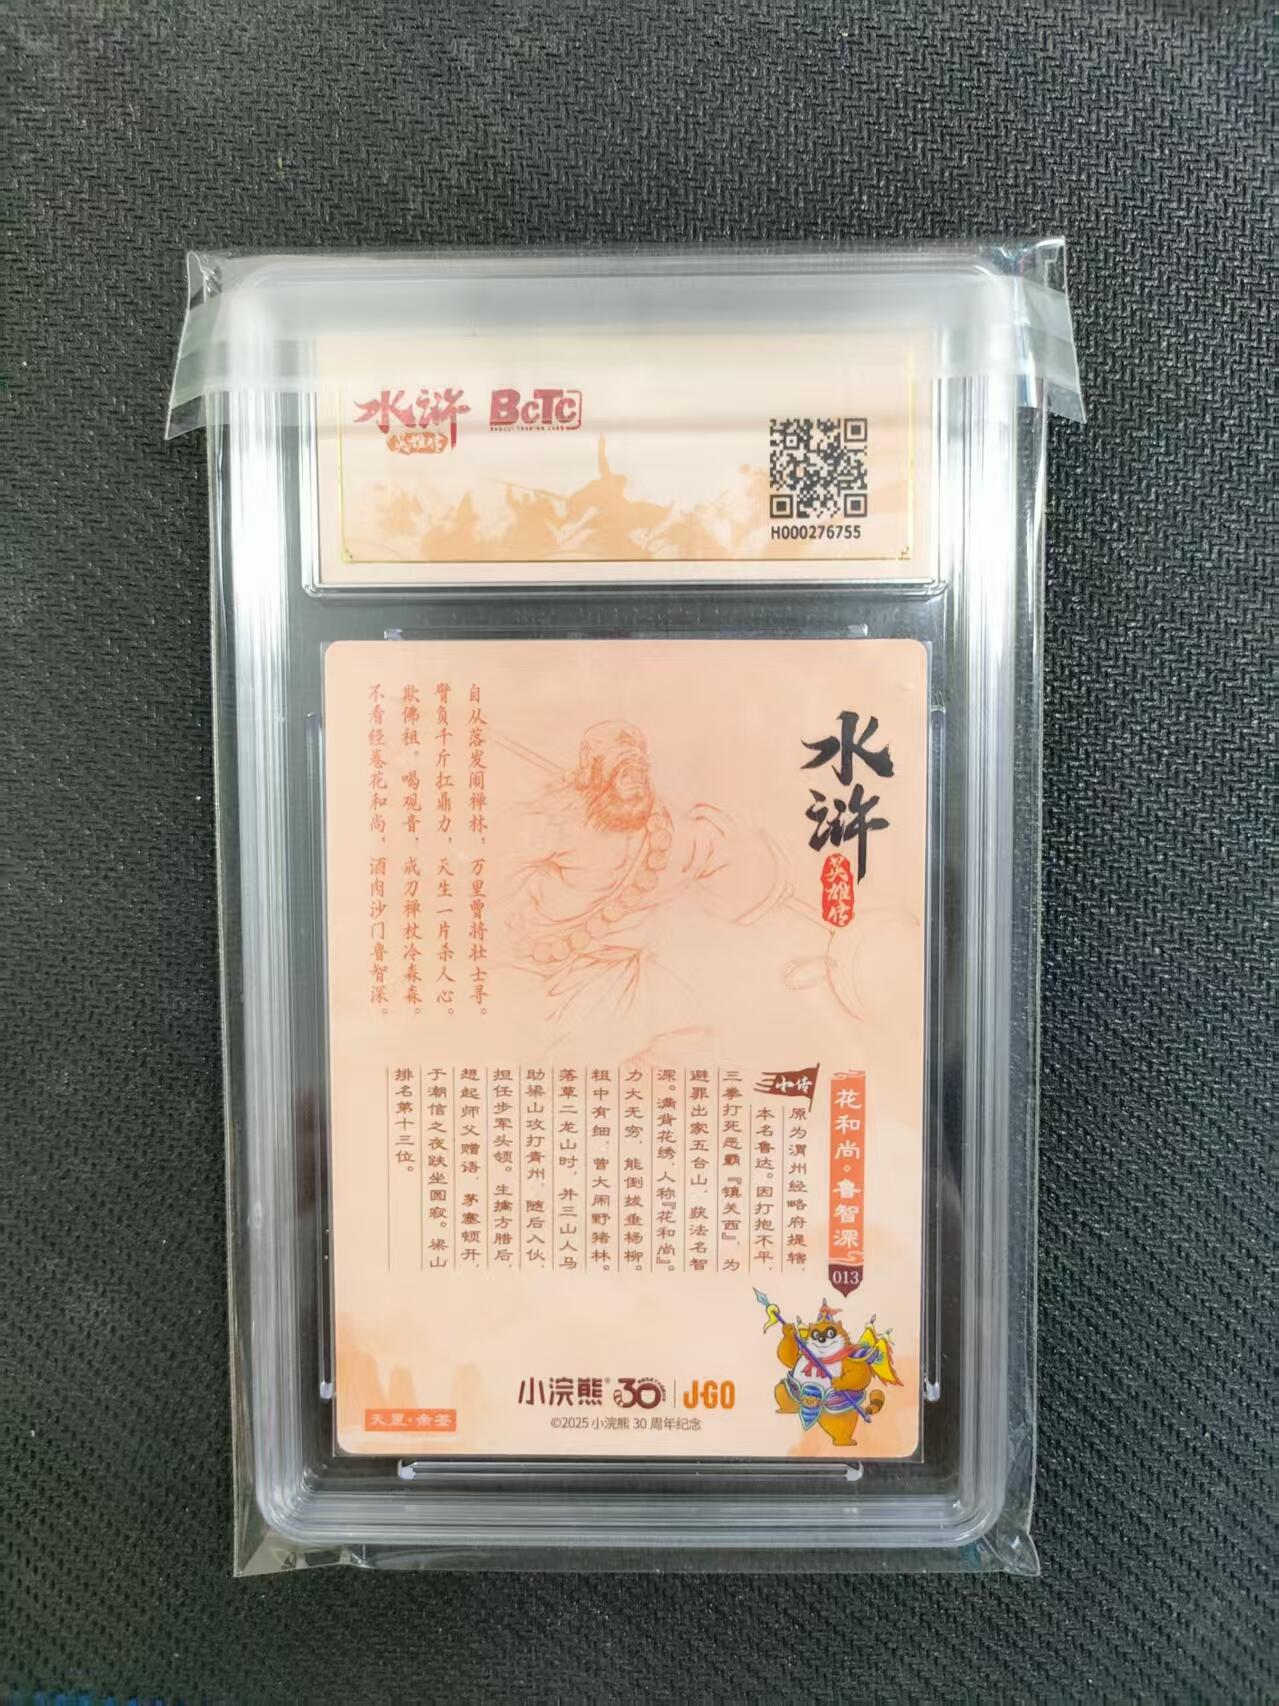 水浒
英雄传
BCTC
H000276755
自从落发闹禅林，万里曾将壮士寻。
臂负千斤扛鼎力，天生一片杀人心。
欺佛祖，喝观音，戒刀禅杖冷森森。
不看经卷花和尚，酒肉沙门鲁智深。
水浒
英雄传
花和尚·鲁智深
013
小传
原为渭州经略府提辖，
本名鲁达。因打抱不平，
三拳打死恶霸『镇关西』，为
避罪出家五台山，获法名智
深。满背花绣，人称『花和尚』。
力大无穷，能倒拔垂杨柳。
粗中有细，曾大闹野猪林。
落草二龙山时，并三山人马
助梁山攻打青州，随后入伙，
担任步军头领。生擒方腊后，
想起师父赠语，茅塞顿开，
于潮信之夜趺坐圆寂。梁山
排名第十三位。
小浣熊® 30 J·GO
©2025 小浣熊 30 周年纪念
天罡·亲签